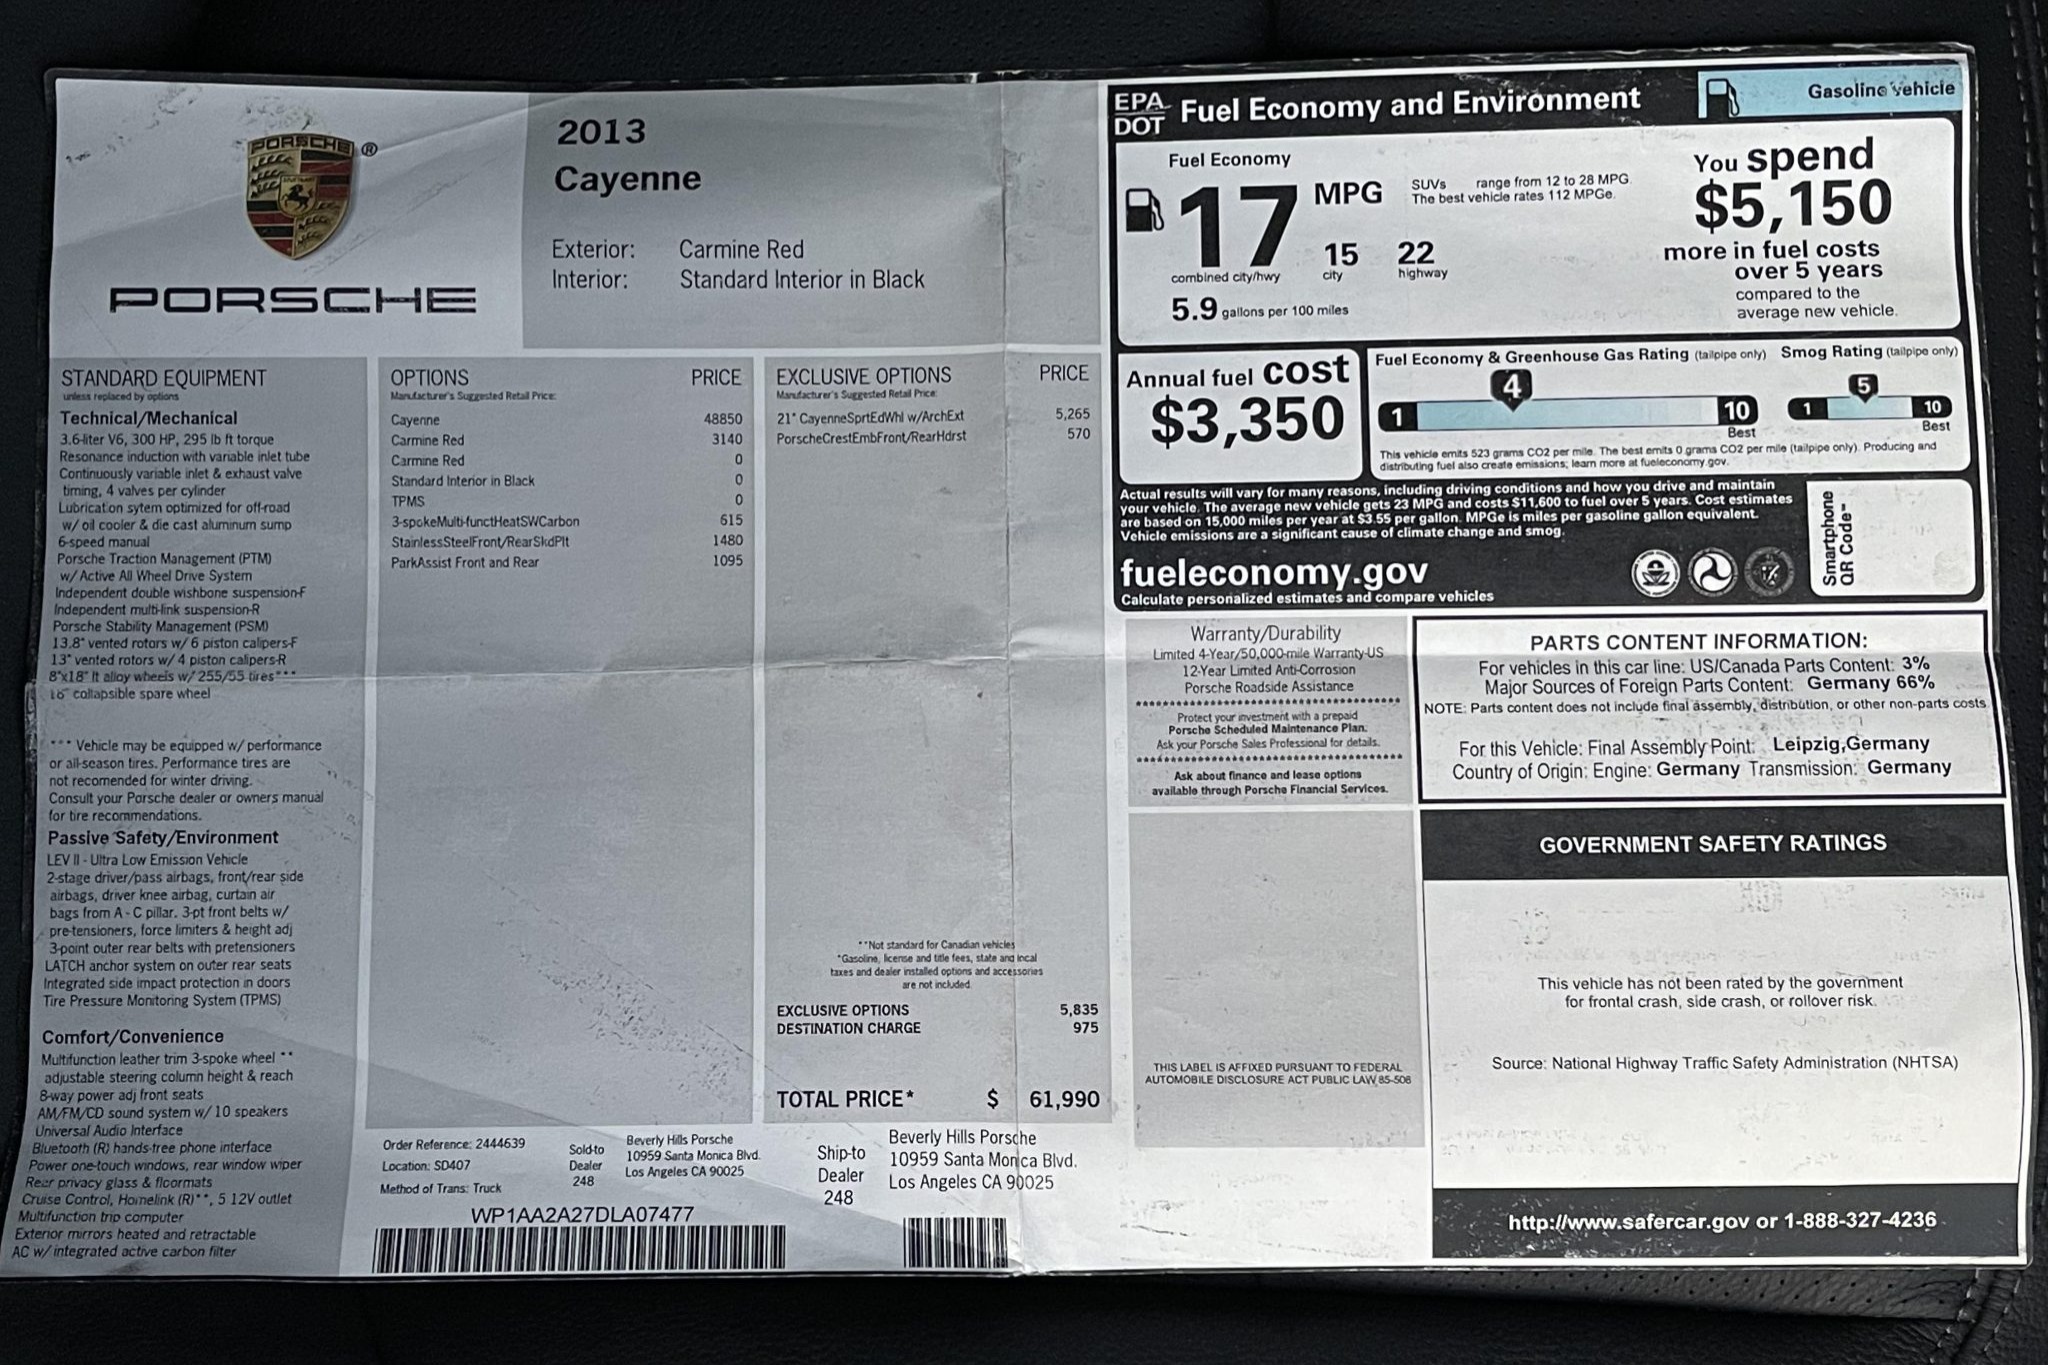 PORSCHE
®
PORSCHE
2013
Cayenne
Exterior: Carmine Red
Interior: Standard Interior in Black
STANDARD EQUIPMENT
unless replaced by options
Technical/Mechanical
3.6-liter V6, 300 HP, 295 lb ft torque
Resonance induction with variable inlet tube
Continuously variable inlet & exhaust valve
timing, 4 valves per cylinder
Lubrication sytem optimized for off-road
w/ oil cooler & die cast aluminum sump
6-speed manual
Porsche Traction Management (PTM)
w/ Active All Wheel Drive System
Independent double wishbone suspension-F
Independent multi-link suspension-R
Porsche Stability Management (PSM)
13.8" vented rotors w/ 6 piston calipers-F
13" vented rotors w/ 4 piston calipers-R
8"x18" lt alloy wheels w/ 255/55 tires***
18" collapsible spare wheel
*** Vehicle may be equipped w/ performance
or all-season tires. Performance tires are
not recomended for winter driving.
Consult your Porsche dealer or owners manual
for tire recommendations.
Passive Safety/Environment
LEV II - Ultra Low Emission Vehicle
2-stage driver/pass airbags, front/rear side
airbags, driver knee airbag, curtain air
bags from A - C pillar. 3-pt front belts w/
pre-tensioners, force limiters & height adj
3-point outer rear belts with pretensioners
LATCH anchor system on outer rear seats
Integrated side impact protection in doors
Tire Pressure Monitoring System (TPMS)
Comfort/Convenience
Multifunction leather trim 3-spoke wheel **
adjustable steering column height & reach
8-way power adj front seats
AM/FM/CD sound system w/ 10 speakers
Universal Audio Interface
Bluetooth (R) hands-free phone interface
Power one-touch windows, rear window wiper
Rear privacy glass & floormats
Cruise Control, Homelink (R)**, 5 12V outlet
Multifunction trip computer
Exterior mirrors heated and retractable
AC w/ integrated active carbon filter
OPTIONS PRICE
Manufacturer's Suggested Retail Price:
Cayenne 48850
Carmine Red 3140
Carmine Red 0
Standard Interior in Black 0
TPMS 0
3-spokeMulti-functHeatSWCarbon 615
StainlessSteelFront/RearSkdPlt 1480
ParkAssist Front and Rear 1095
EXCLUSIVE OPTIONS PRICE
Manufacturer's Suggested Retail Price:
21" CayenneSprtEdWhl w/ArchExt 5,265
PorscheCrestEmbFront/RearHdrst 570
**Not standard for Canadian vehicles
*Gasoline, license and title fees, state and local
taxes and dealer installed options and accessories
are not included.
EXCLUSIVE OPTIONS 5,835
DESTINATION CHARGE 975
TOTAL PRICE* $ 61,990
Order Reference: 2444639
Location: SD407
Method of Trans: Truck
Sold-to
Dealer
248
Beverly Hills Porsche
10959 Santa Monica Blvd.
Los Angeles CA 90025
Ship-to
Dealer
248
Beverly Hills Porsche
10959 Santa Monica Blvd.
Los Angeles CA 90025
WP1AA2A27DLA07477
EPA
DOT
Fuel Economy and Environment
Gasoline Vehicle
Fuel Economy
17 MPG
combined city/hwy
15
city
22
highway
5.9 gallons per 100 miles
SUVs range from 12 to 28 MPG.
The best vehicle rates 112 MPGe.
You spend
$5,150
more in fuel costs
over 5 years
compared to the
average new vehicle.
Annual fuel cost
$3,350
Fuel Economy & Greenhouse Gas Rating (tailpipe only)
4
1 10
Best
Smog Rating (tailpipe only)
5
1 10
Best
This vehicle emits 523 grams CO2 per mile. The best emits 0 grams CO2 per mile (tailpipe only). Producing and
distributing fuel also create emissions; learn more at fueleconomy.gov.
Actual results will vary for many reasons, including driving conditions and how you drive and maintain
your vehicle. The average new vehicle gets 23 MPG and costs $11,600 to fuel over 5 years. Cost estimates
are based on 15,000 miles per year at $3.55 per gallon. MPGe is miles per gasoline gallon equivalent.
Vehicle emissions are a significant cause of climate change and smog.
fueleconomy.gov
Calculate personalized estimates and compare vehicles
Smartphone
QR Code™
Warranty/Durability
Limited 4-Year/50,000-mile Warranty-US
12-Year Limited Anti-Corrosion
Porsche Roadside Assistance
Protect your investment with a prepaid
Porsche Scheduled Maintenance Plan.
Ask your Porsche Sales Professional for details.
Ask about finance and lease options
available through Porsche Financial Services.
PARTS CONTENT INFORMATION:
For vehicles in this car line: US/Canada Parts Content: 3%
Major Sources of Foreign Parts Content: Germany 66%
NOTE: Parts content does not include final assembly, distribution, or other non-parts costs
For this Vehicle: Final Assembly Point: Leipzig,Germany
Country of Origin: Engine: Germany Transmission: Germany
THIS LABEL IS AFFIXED PURSUANT TO FEDERAL
AUTOMOBILE DISCLOSURE ACT PUBLIC LAW 85-506
GOVERNMENT SAFETY RATINGS
This vehicle has not been rated by the government
for frontal crash, side crash, or rollover risk.
Source: National Highway Traffic Safety Administration (NHTSA)
http://www.safercar.gov or 1-888-327-4236